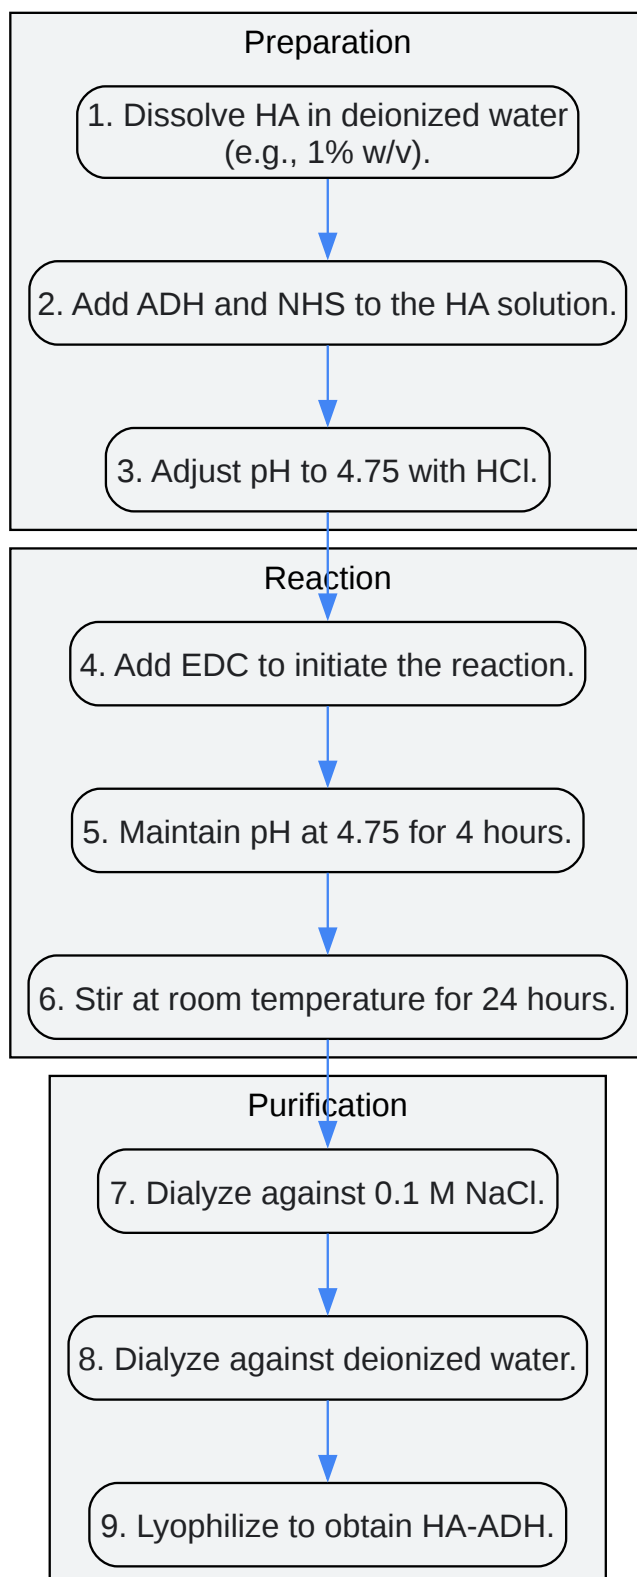 Preparation
1. Dissolve HA in deionized water
(e.g., 1% w/v).
2. Add ADH and NHS to the HA solution.
3. Adjust pH to 4.75 with HCl.
Reaction
4. Add EDC to initiate the reaction.
5. Maintain pH at 4.75 for 4 hours.
6. Stir at room temperature for 24 hours.
Purification
7. Dialyze against 0.1 M NaCl.
8. Dialyze against deionized water.
9. Lyophilize to obtain HA-ADH.